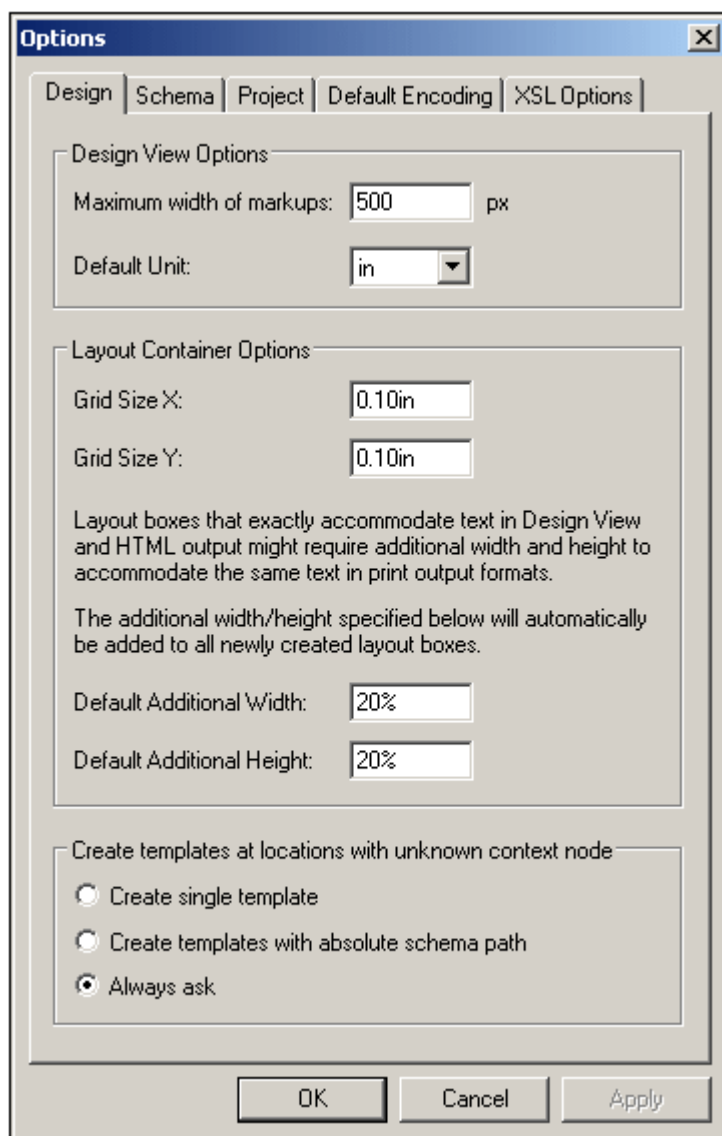 Options
Design Schema Project Default Encoding XSL Options
Design View Options
Maximum width of markups: 500 px
Default Unit: in
Layout Container Options
Grid Size X: 0.10in
Grid Size Y: 0.10in
Layout boxes that exactly accommodate text in Design View
and HTML output might require additional width and height to
accommodate the same text in print output formats.
The additional width/height specified below will automatically
be added to all newly created layout boxes.
Default Additional Width: 20%
Default Additional Height: 20%
Create templates at locations with unknown context node
Create single template
Create templates with absolute schema path
Always ask
OK Cancel Apply